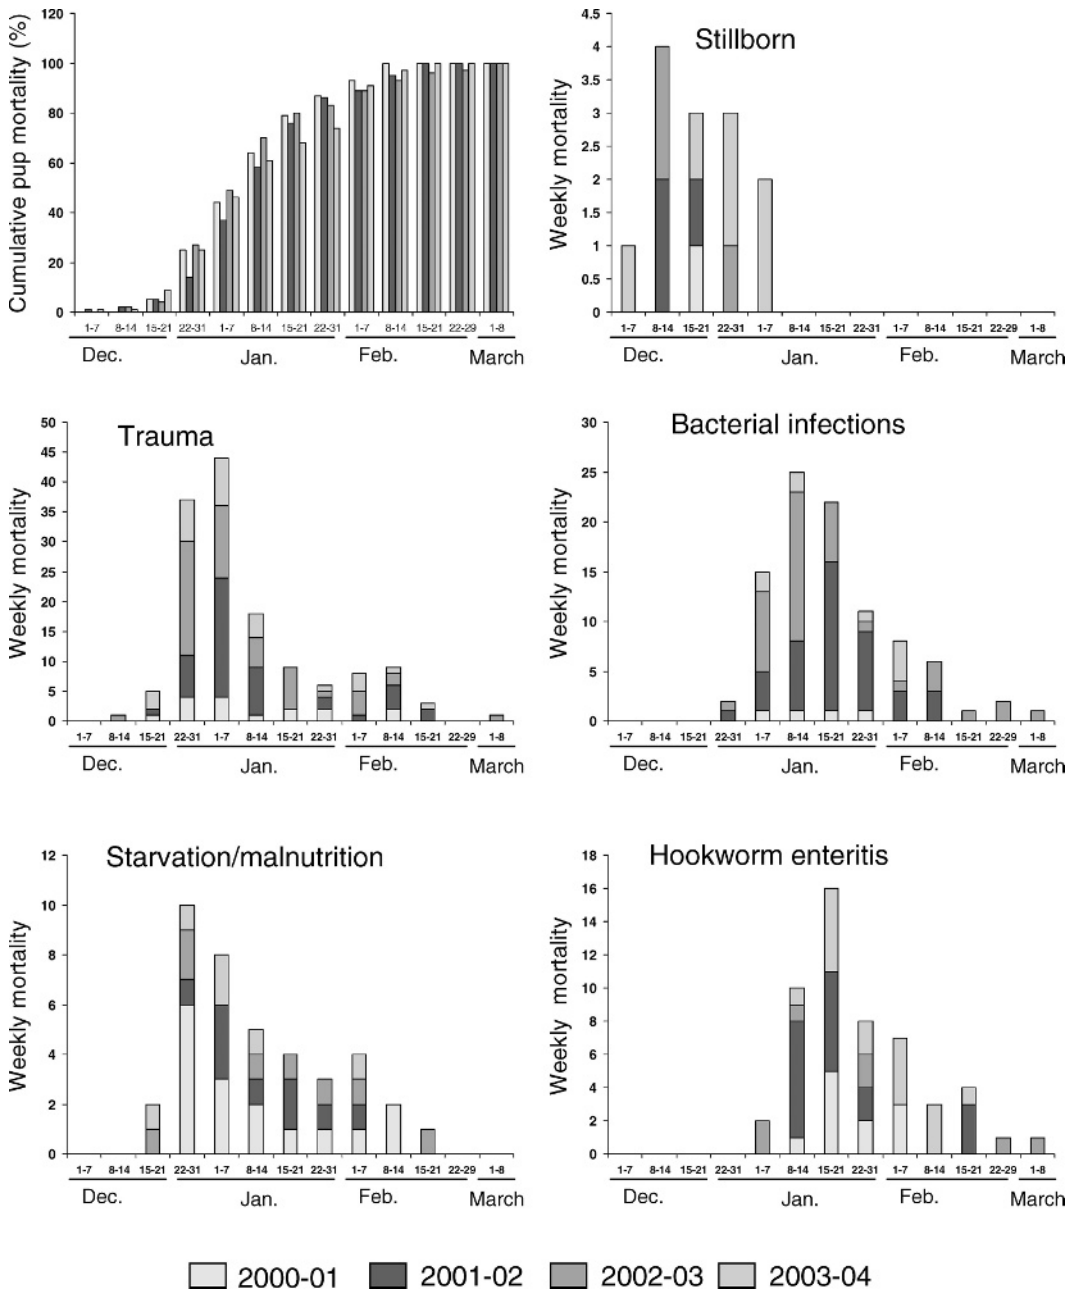 Cumulative pup mortality (%)
120
100
80
60
40
20
0
1-7 8-14 15-21 22-31 1-7 8-14 15-21 22-31 1-7 8-14 15-21 22-29 1-8
Dec. Jan. Feb. March
Stillborn
Weekly mortality
4.5
4
3.5
3
2.5
2
1.5
1
0.5
0
1-7 8-14 15-21 22-31 1-7 8-14 15-21 22-31 1-7 8-14 15-21 22-29 1-8
Dec. Jan. Feb. March
Trauma
Weekly mortality
50
45
40
35
30
25
20
15
10
5
0
1-7 8-14 15-21 22-31 1-7 8-14 15-21 22-31 1-7 8-14 15-21 22-29 1-8
Dec. Jan. Feb. March
Bacterial infections
Weekly mortality
30
25
20
15
10
5
0
1-7 8-14 15-21 22-31 1-7 8-14 15-21 22-31 1-7 8-14 15-21 22-29 1-8
Dec. Jan. Feb. March
Starvation/malnutrition
Weekly mortality
12
10
8
6
4
2
0
1-7 8-14 15-21 22-31 1-7 8-14 15-21 22-31 1-7 8-14 15-21 22-29 1-8
Dec. Jan. Feb. March
Hookworm enteritis
Weekly mortality
18
16
14
12
10
8
6
4
2
0
1-7 8-14 15-21 22-31 1-7 8-14 15-21 22-31 1-7 8-14 15-21 22-29 1-8
Dec. Jan. Feb. March
2000-01 2001-02 2002-03 2003-04